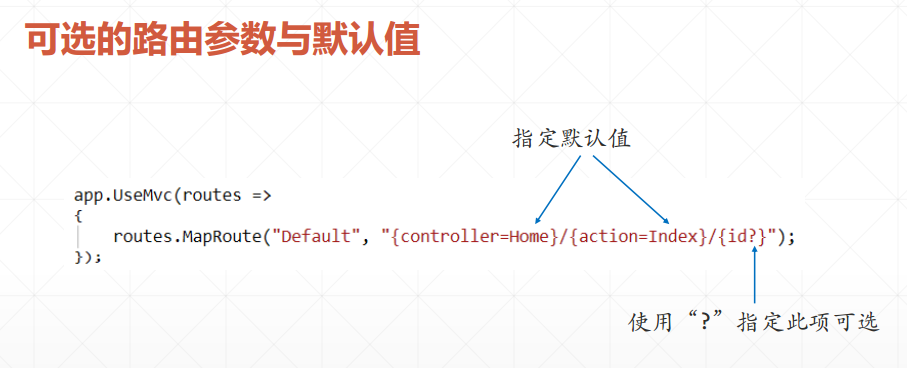 可选的路由参数与默认值
指定默认值
app.UseMvc(routes =>
{
routes.MapRoute("Default", "{controller=Home}/{action=Index}/{id?}");
});
使用“?”指定此项可选